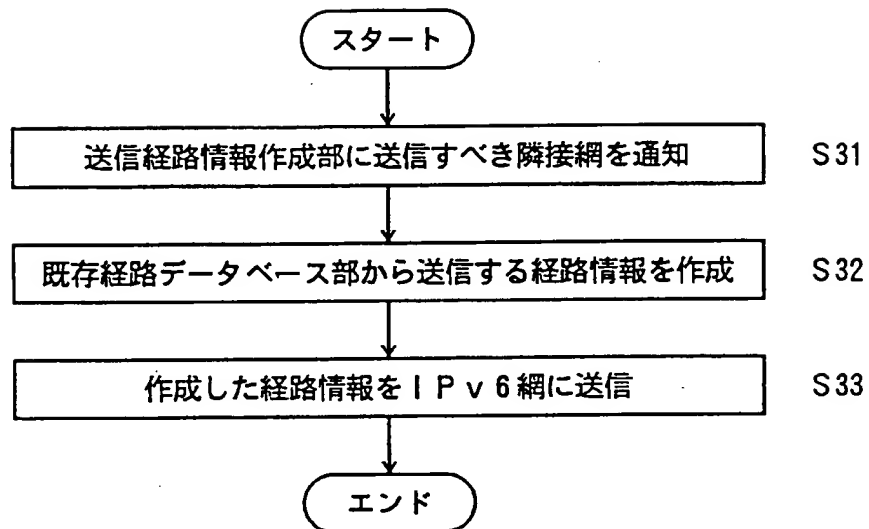 スタート
送信経路情報作成部に送信すべき隣接網を通知 S31
既存経路データベース部から送信する経路情報を作成 S32
作成した経路情報をIPv6網に送信 S33
エンド